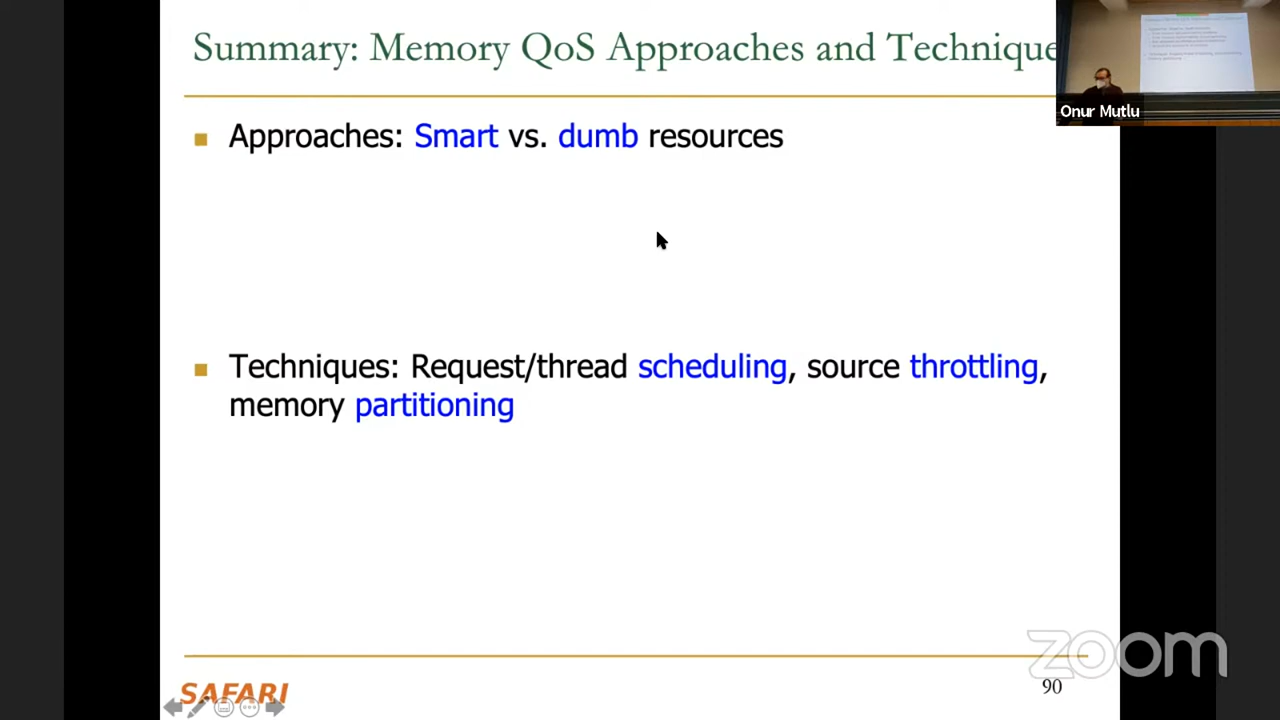 Summary: Memory QoS Approaches and Technique
Onur Mutlu
Approaches: Smart vs. dumb resources
Techniques: Request/thread scheduling, source throttling,
memory partitioning
zoom
SAFARI
90